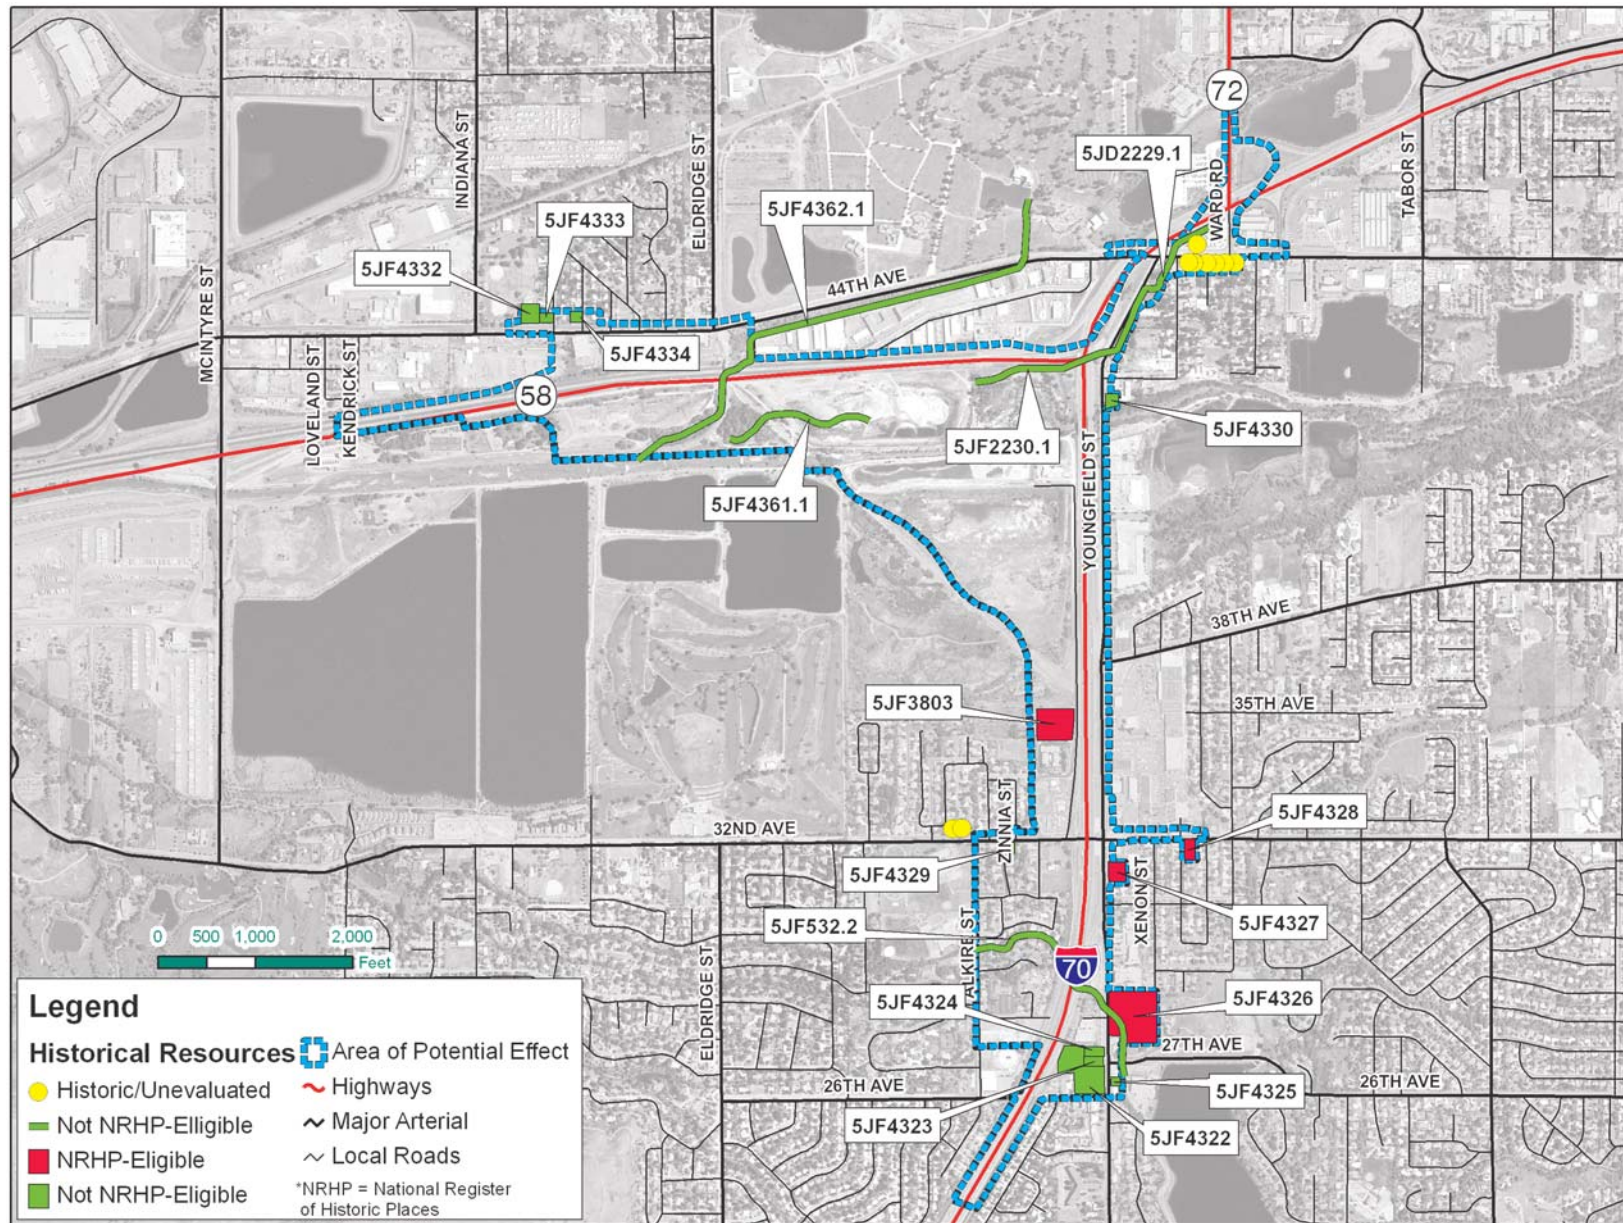 72
5JD2229.1
WARD RD
TABOR ST
INDIANA ST
ELDRIDGE ST
5JF4362.1
5JF4333
5JF4332
44TH AVE
MCINTYRE ST
5JF4334
LOVELAND ST
KENDRICK ST
58
5JF2230.1
5JF4330
YOUNGFIELD ST
5JF4361.1
38TH AVE
5JF3803
35TH AVE
ZINNIA ST
32ND AVE
5JF4328
5JF4329
XENON ST
5JF4327
5JF532.2
ALKIRE ST
70
ELDRIDGE ST
5JF4324
5JF4326
27TH AVE
26TH AVE
26TH AVE
5JF4325
5JF4323
5JF4322
0 500 1,000 2,000
Feet
Legend
Historical Resources
Historic/Unevaluated
Not NRHP-Elligible
NRHP-Eligible
Not NRHP-Eligible
Area of Potential Effect
Highways
Major Arterial
Local Roads
*NRHP = National Register
of Historic Places